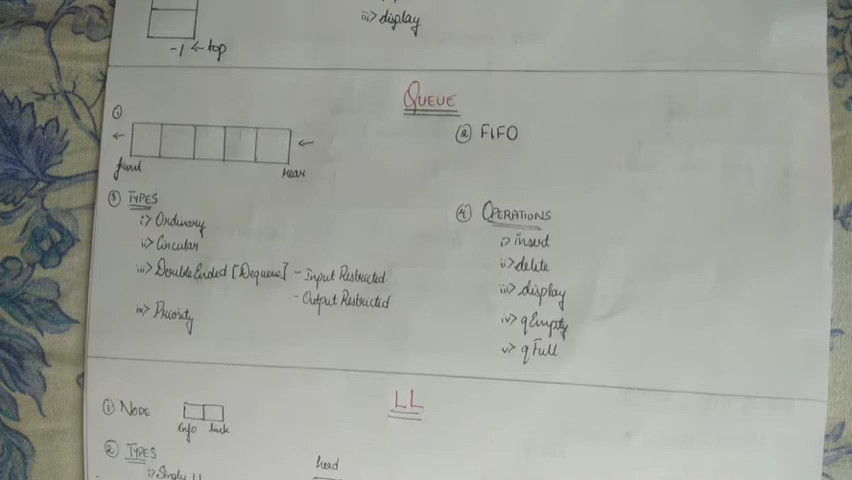 iii> display
-1 ← top
QUEUE
①
② FIFO
← ←
front rear
③ TYPES
i> Ordinary
ii> Circular
iii> Double Ended [Dequeue] - Input Restricted
- Output Restricted
iv> Priority
④ OPERATIONS
i> insert
ii> delete
iii> display
iv> qEmpty
v> qFull
LL
① NODE
info link
② TYPES
i> Singly LL
head